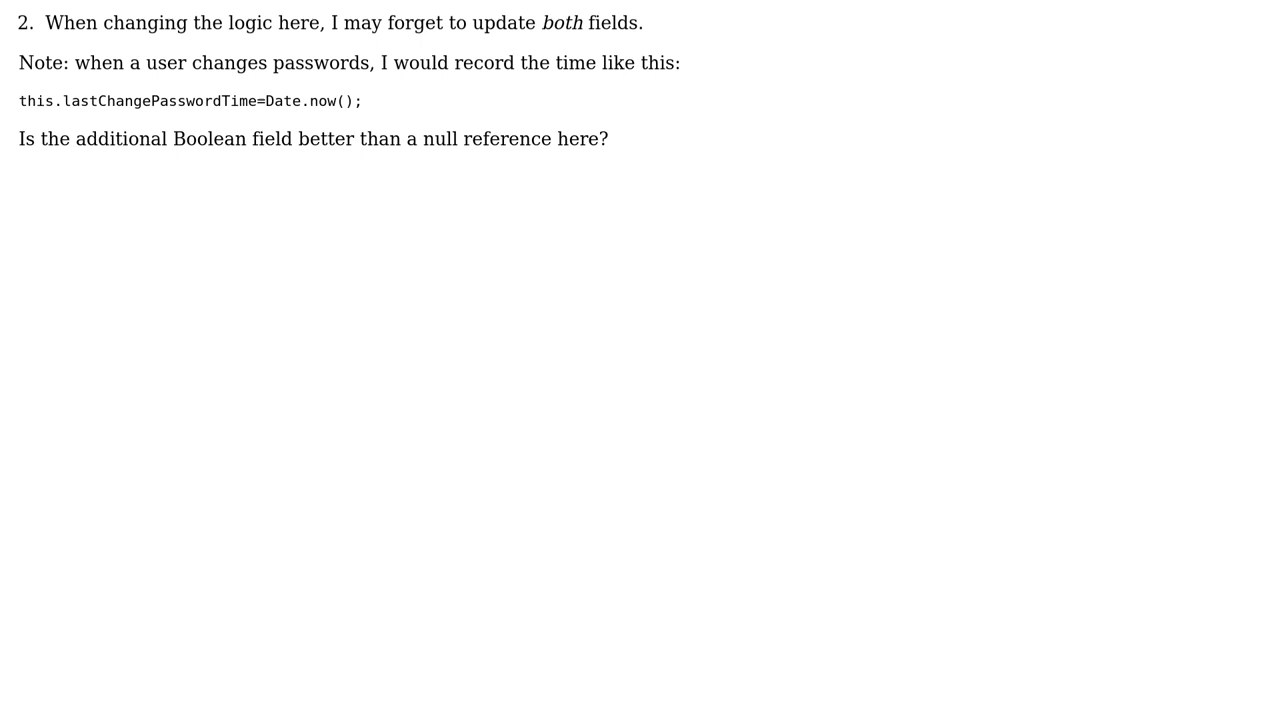 2. When changing the logic here, I may forget to update both fields.
Note: when a user changes passwords, I would record the time like this:
this.lastChangePasswordTime=Date.now();
Is the additional Boolean field better than a null reference here?